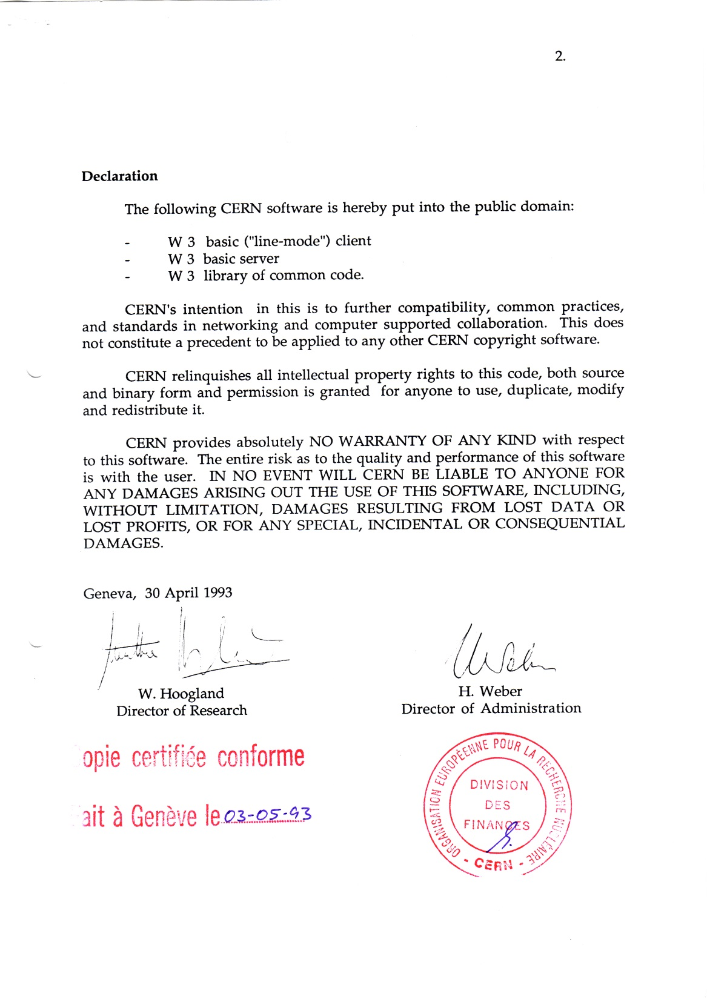 2.
Declaration
The following CERN software is hereby put into the public domain:
- W 3 basic ("line-mode") client
- W 3 basic server
- W 3 library of common code.
CERN's intention in this is to further compatibility, common practices,
and standards in networking and computer supported collaboration. This does
not constitute a precedent to be applied to any other CERN copyright software.
CERN relinquishes all intellectual property rights to this code, both source
and binary form and permission is granted for anyone to use, duplicate, modify
and redistribute it.
CERN provides absolutely NO WARRANTY OF ANY KIND with respect
to this software. The entire risk as to the quality and performance of this software
is with the user. IN NO EVENT WILL CERN BE LIABLE TO ANYONE FOR
ANY DAMAGES ARISING OUT THE USE OF THIS SOFTWARE, INCLUDING,
WITHOUT LIMITATION, DAMAGES RESULTING FROM LOST DATA OR
LOST PROFITS, OR FOR ANY SPECIAL, INCIDENTAL OR CONSEQUENTIAL
DAMAGES.
Geneva, 30 April 1993
W. Hoogland
Director of Research
H. Weber
Director of Administration
opie certifiée conforme
ait à Genève le 03-05-93
ORGANISATION EUROPÉENNE POUR LA RECHERCHE NUCLÉAIRE
DIVISION
DES
FINANCES
- CERN -